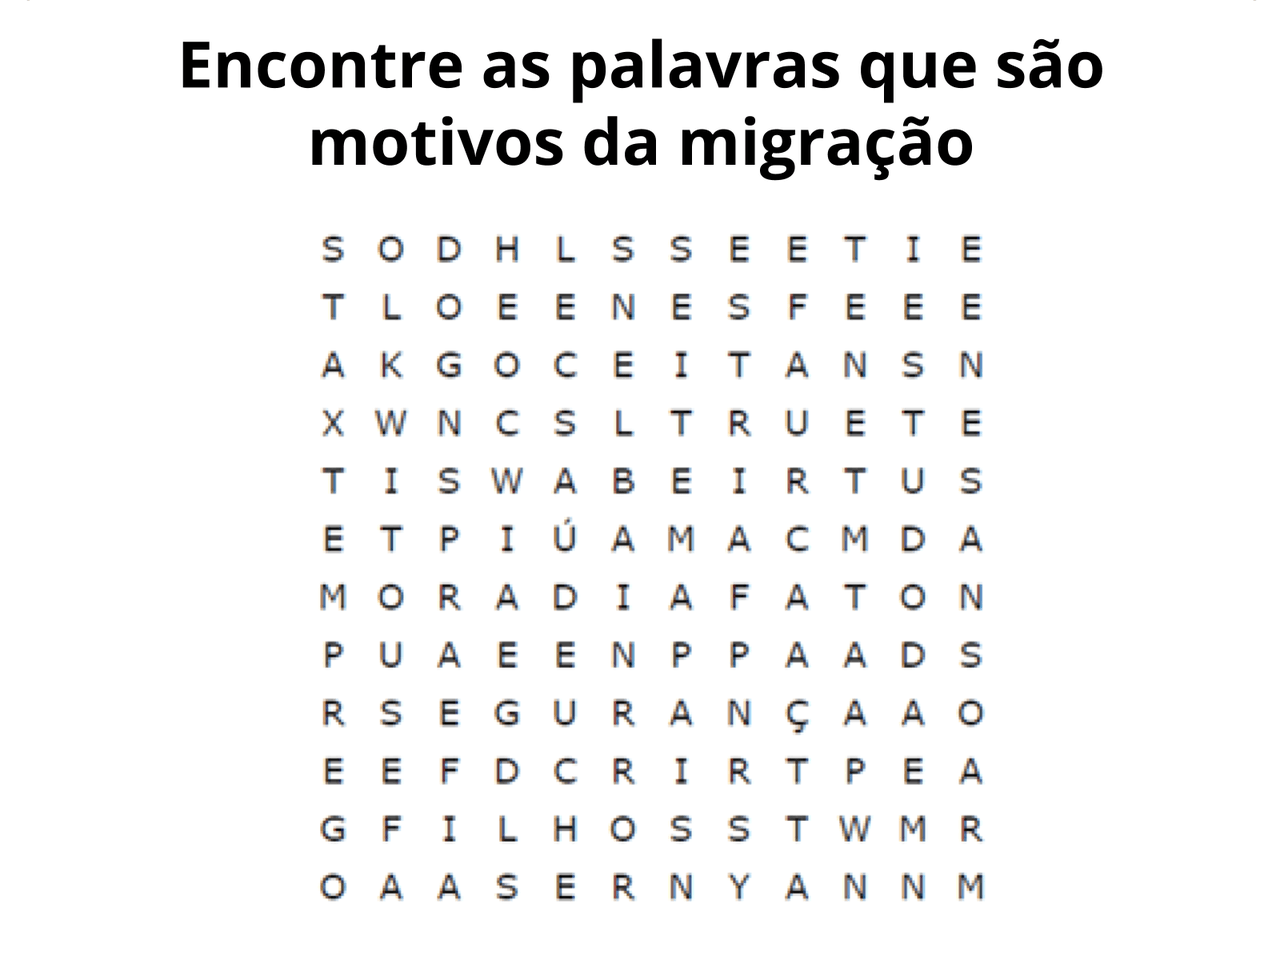 Encontre as palavras que são
motivos da migração
S O D H L S S E E T I E
T L O E E N E S F E E E
A K G O C E I T A N S N
X W N C S L T R U E T E
T I S W A B E I R T U S
E T P I Ú A M A C M D A
M O R A D I A F A T O N
P U A E E N P P A A D S
R S E G U R A N Ç A A O
E E F D C R I R T P E A
G F I L H O S S T W M R
O A A S E R N Y A N N M